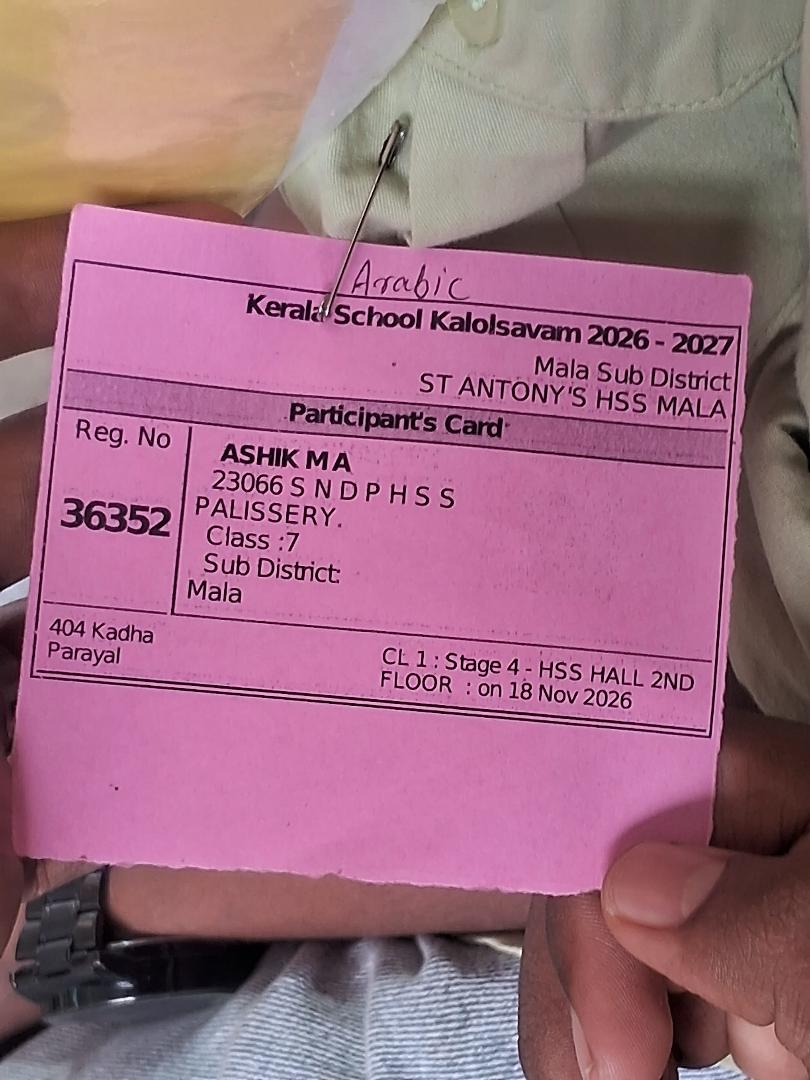 Arabic
Kerala School Kalolsavam 2026 - 2027
Mala Sub District
ST ANTONY'S HSS MALA
Participant's Card
Reg. No
36352
ASHIK M A
23066 S N D P H S S
PALISSERY.
Class :7
Sub District:
Mala
404 Kadha
Parayal
CL 1 : Stage 4 - HSS HALL 2ND
FLOOR : on 18 Nov 2026